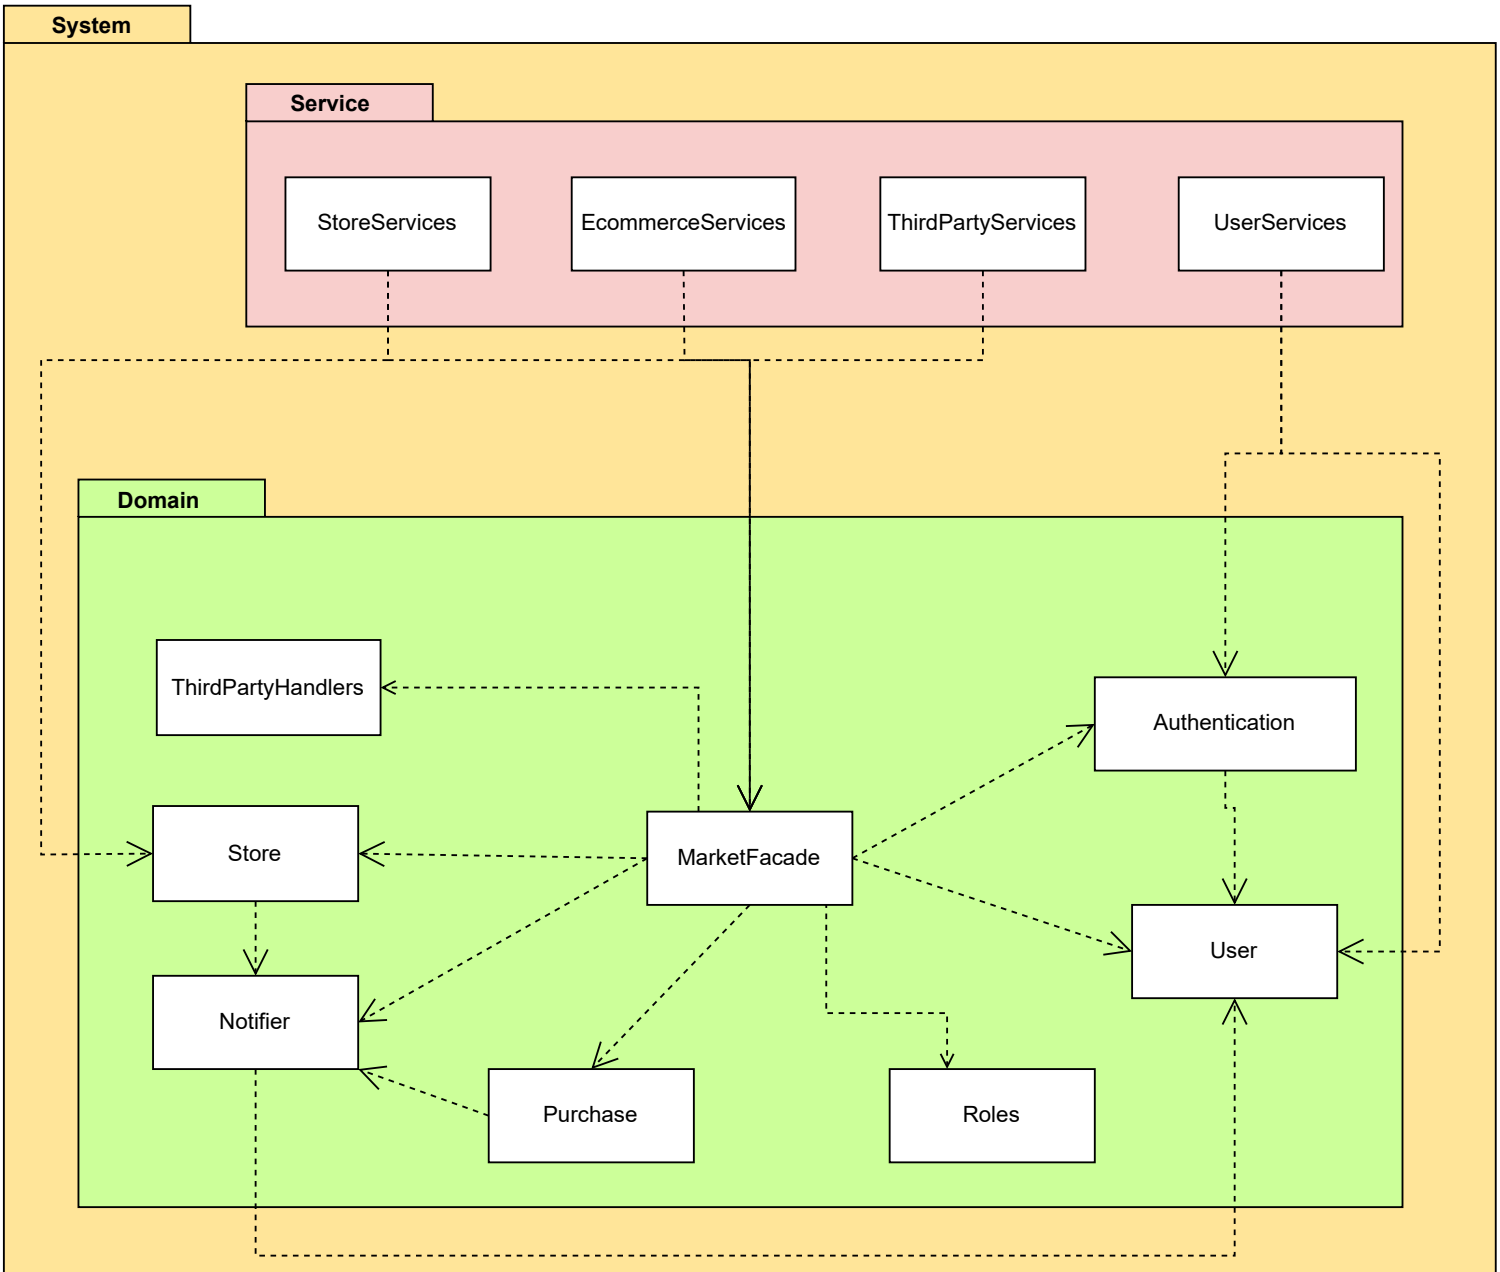 System
Service
StoreServices
EcommerceServices
ThirdPartyServices
UserServices
Domain
ThirdPartyHandlers
Authentication
Store
MarketFacade
User
Notifier
Purchase
Roles